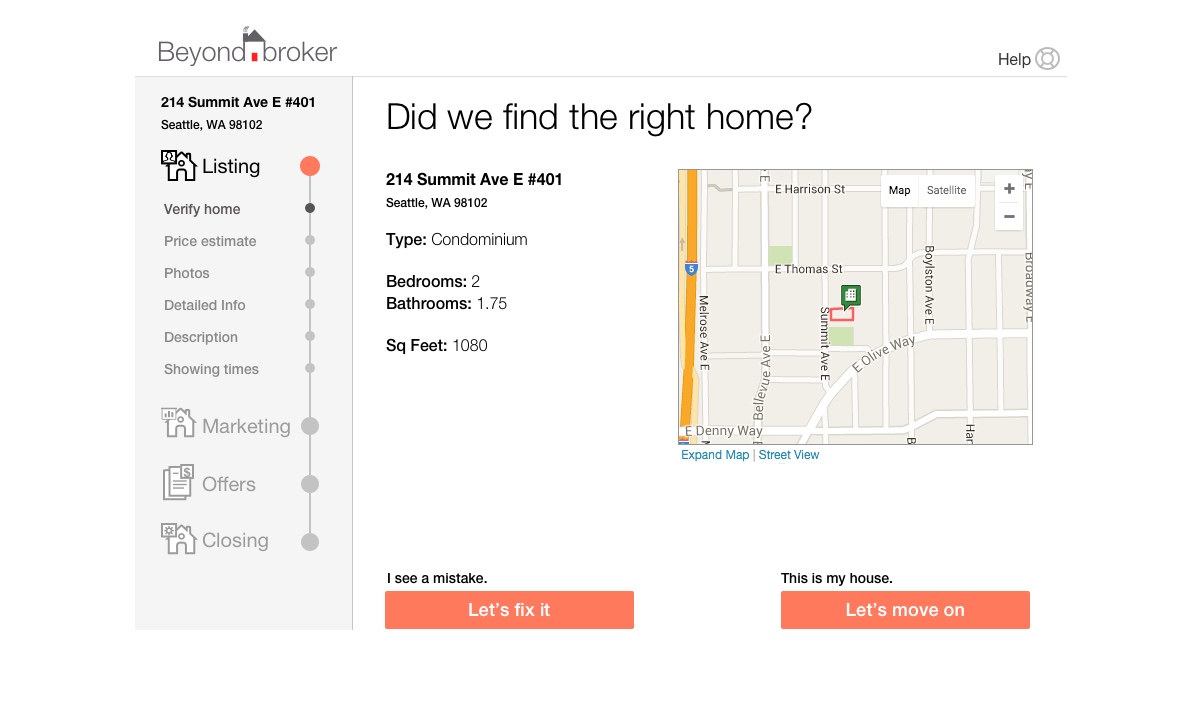 Beyond broker
Help
214 Summit Ave E #401
Seattle, WA 98102
Listing
Verify home
Price estimate
Photos
Detailed Info
Description
Showing times
Marketing
$
Offers
Closing
Did we find the right home?
214 Summit Ave E #401
Seattle, WA 98102
Type: Condominium
Bedrooms: 2
Bathrooms: 1.75
Sq Feet: 1080
E Harrison St
Map
Satellite
+
−
E
5
E Thomas St
Melrose Ave E
Bellevue Ave E
Summit Ave E
Boylston Ave E
Broadway E
E Olive Way
E Denny Way
B
Har
Expand Map | Street View
I see a mistake.
Let’s fix it
This is my house.
Let’s move on